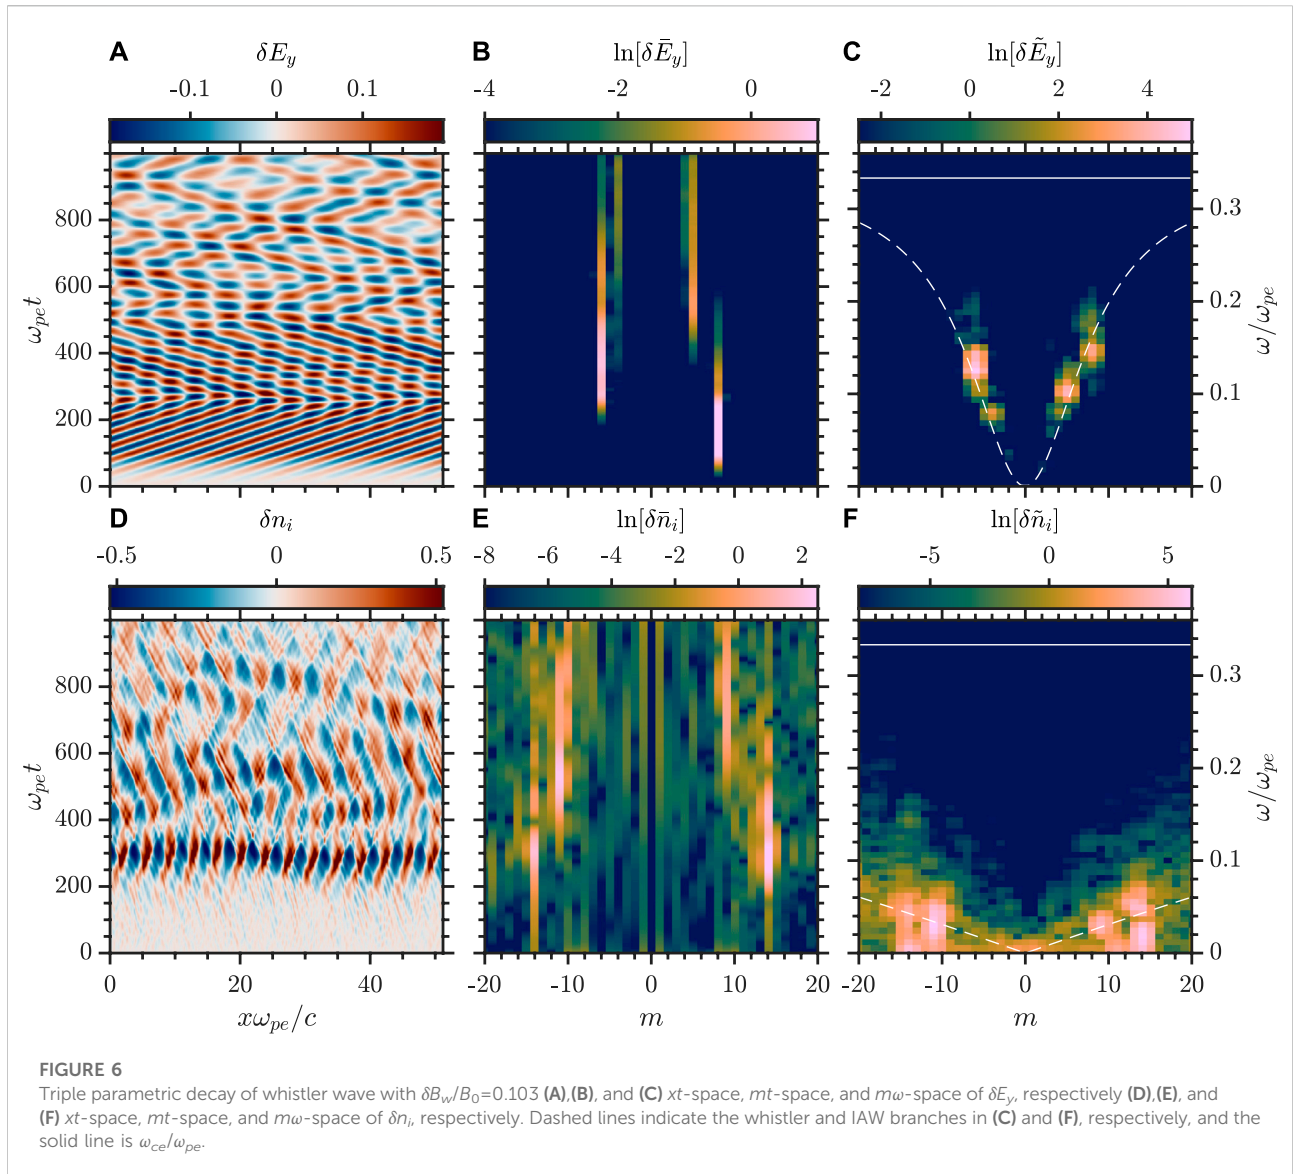 A δE_y B ln[δĒ_y] C ln[δẼ_y]
-0.1 0 0.1 -4 -2 0 -2 0 2 4
800
600
400
200
0
ω_pe t
0.3
0.2
0.1
0
ω/ω_pe
D δn_i E ln[δn̄_i] F ln[δñ_i]
-0.5 0 0.5 -8 -6 -4 -2 0 2 -5 0 5
800
600
400
200
0
ω_pe t
0.3
0.2
0.1
0
ω/ω_pe
0 20 40 -20 -10 0 10 20 -20 -10 0 10 20
xω_pe/c m m
FIGURE 6
Triple parametric decay of whistler wave with δB_w/B_0=0.103 (A),(B), and (C) xt-space, mt-space, and mω-space of δE_y, respectively (D),(E), and
(F) xt-space, mt-space, and mω-space of δn_i, respectively. Dashed lines indicate the whistler and IAW branches in (C) and (F), respectively, and the
solid line is ω_ce/ω_pe.